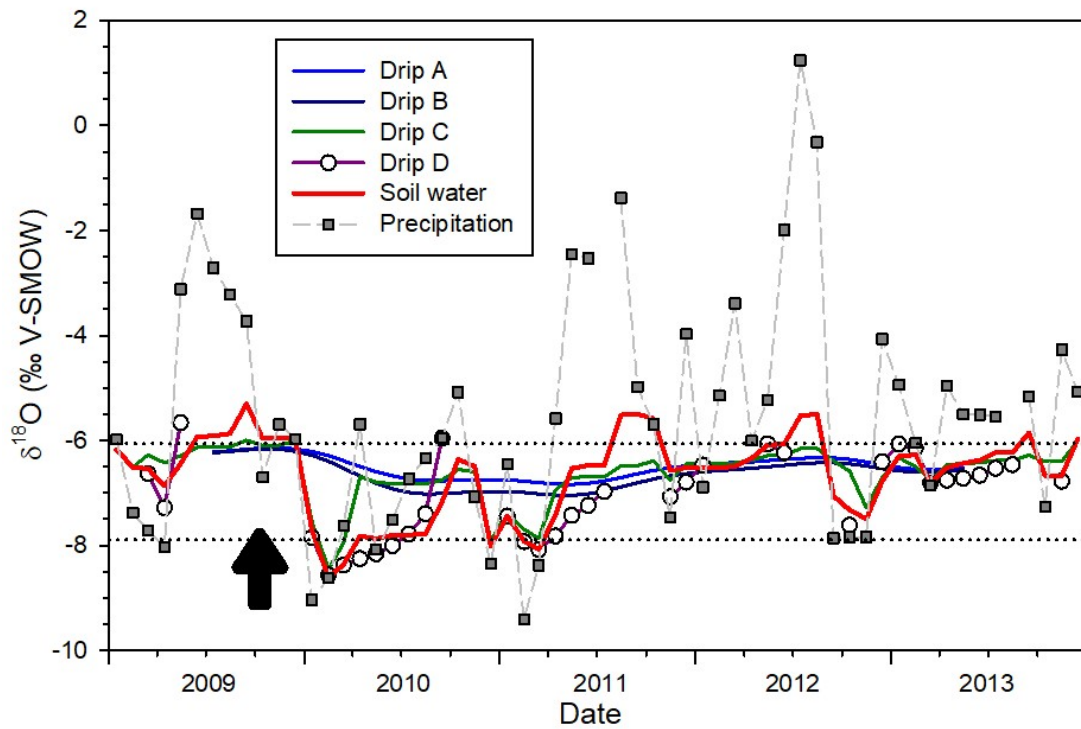 2
0
-2
-4
-6
-8
-10
δ18O (‰ V-SMOW)
Drip A
Drip B
Drip C
Drip D
Soil water
Precipitation
2009 2010 2011 2012 2013
Date